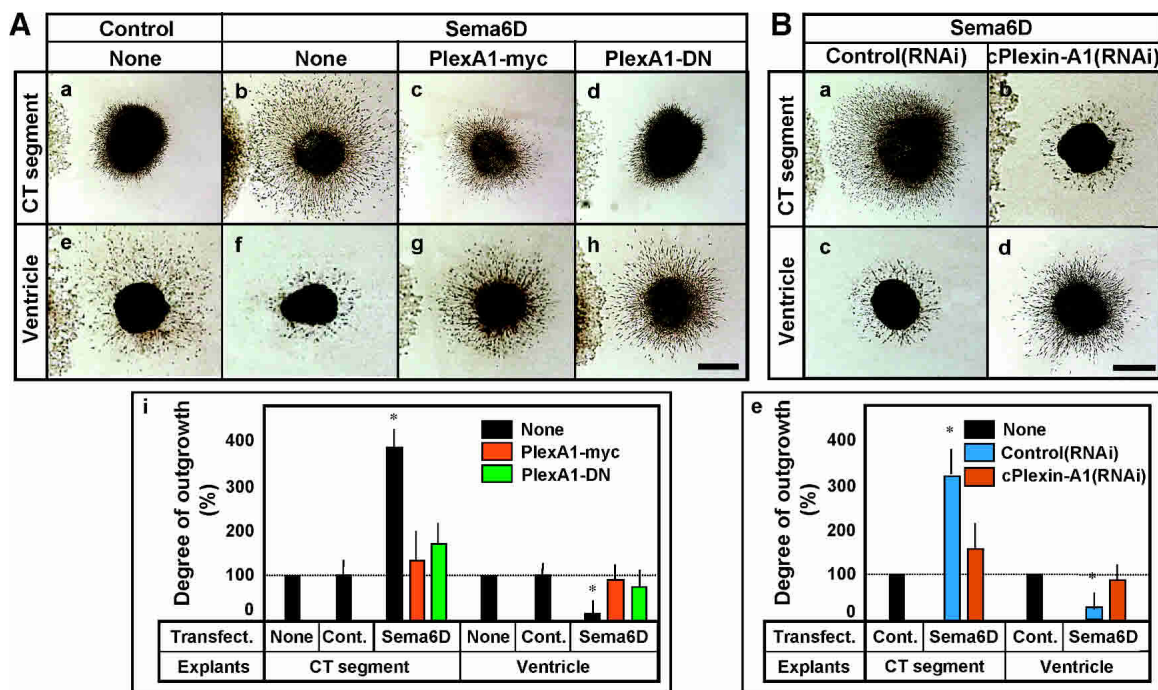 A
Control
Sema6D
None
None
PlexA1-myc
PlexA1-DN
CT segment
a
b
c
d
Ventricle
e
f
g
h
B
Sema6D
Control(RNAi)
cPlexin-A1(RNAi)
CT segment
a
b
Ventricle
c
d
i
Degree of outgrowth
(%)
400
300
200
100
0
*
*
None
PlexA1-myc
PlexA1-DN
Transfect.
None
Cont.
Sema6D
None
Cont.
Sema6D
Explants
CT segment
Ventricle
e
Degree of outgrowth
(%)
400
300
200
100
0
*
*
None
Control(RNAi)
cPlexin-A1(RNAi)
Transfect.
Cont.
Sema6D
Cont.
Sema6D
Explants
CT segment
Ventricle